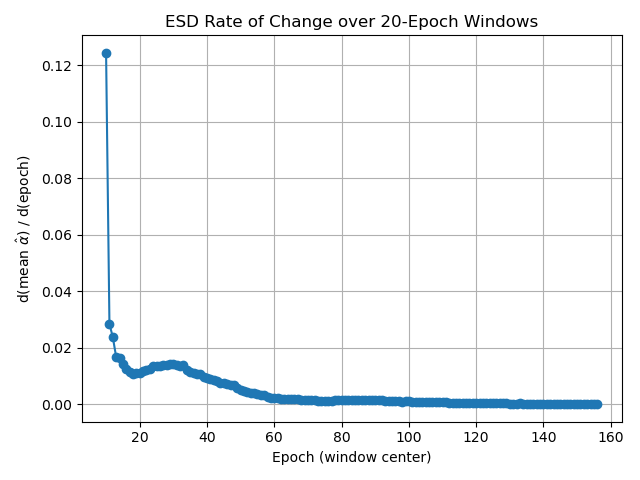 ESD Rate of Change over 20-Epoch Windows
d(mean α̂) / d(epoch)
0.12
0.10
0.08
0.06
0.04
0.02
0.00
20 40 60 80 100 120 140 160
Epoch (window center)